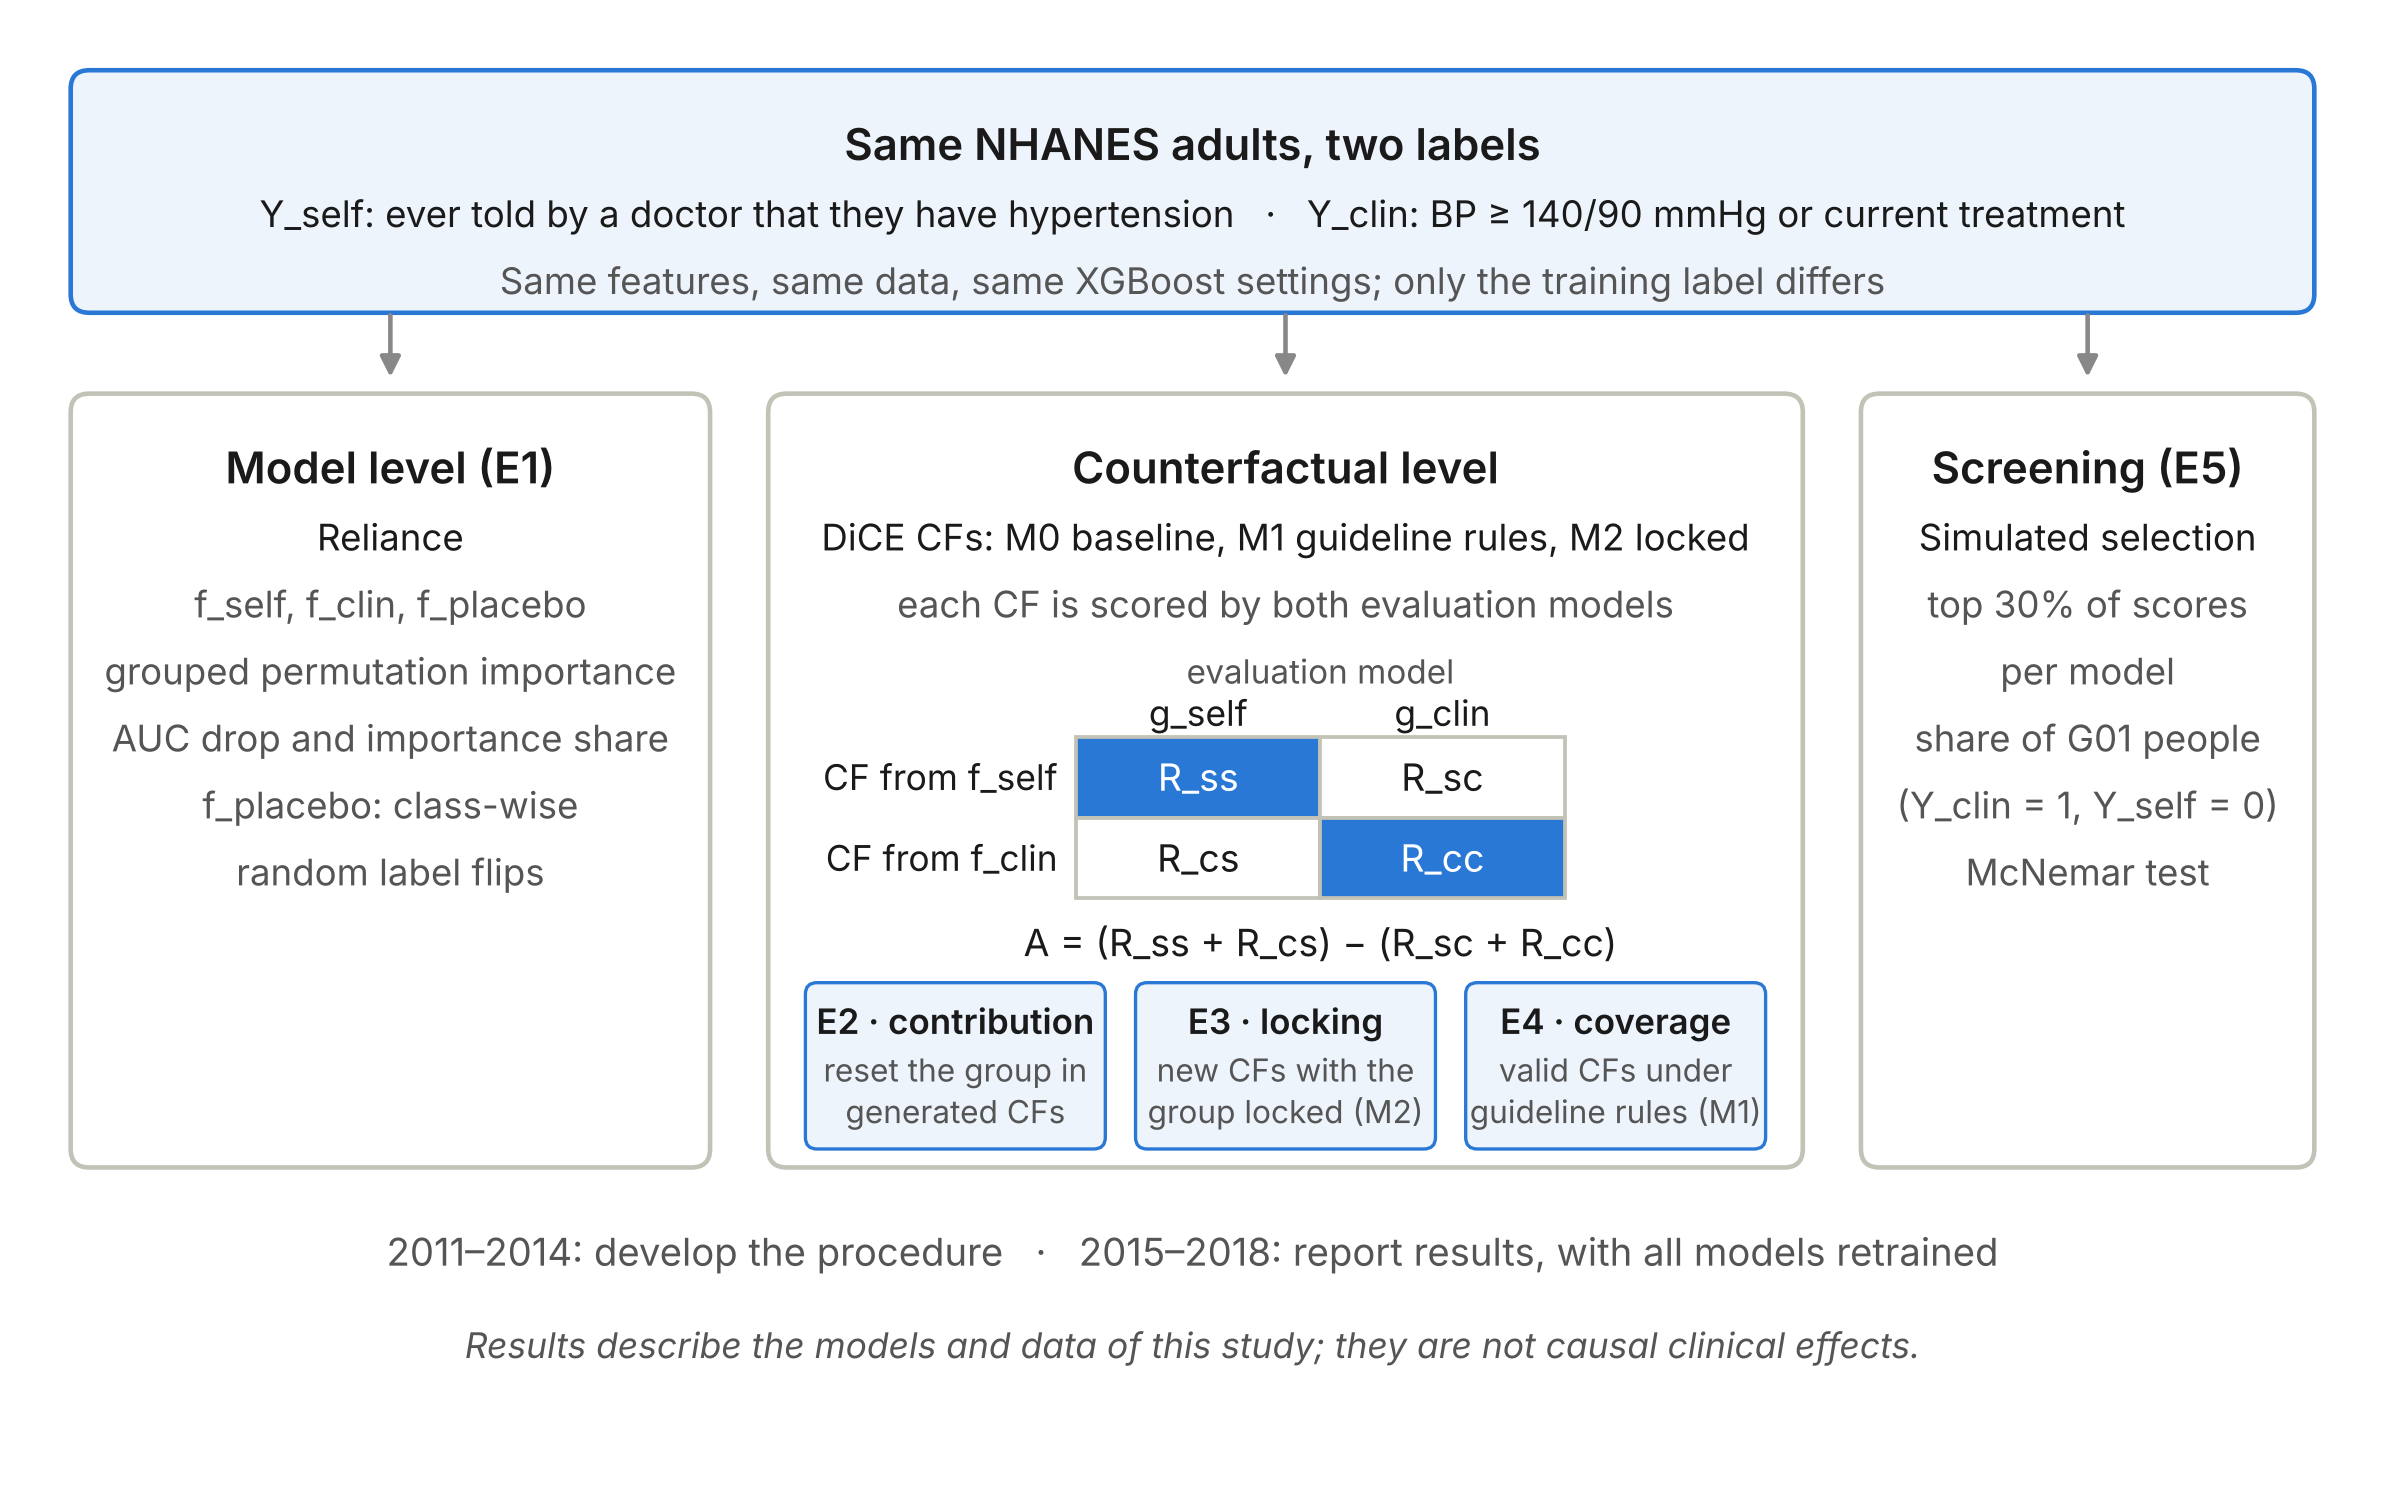 Same NHANES adults, two labels
Y_self: ever told by a doctor that they have hypertension · Y_clin: BP ≥ 140/90 mmHg or current treatment
Same features, same data, same XGBoost settings; only the training label differs
Model level (E1)
Reliance
f_self, f_clin, f_placebo
grouped permutation importance
AUC drop and importance share
f_placebo: class-wise
random label flips
Counterfactual level
DiCE CFs: M0 baseline, M1 guideline rules, M2 locked
each CF is scored by both evaluation models
evaluation model
g_self g_clin
CF from f_self R_ss R_sc
CF from f_clin R_cs R_cc
A = (R_ss + R_cs) − (R_sc + R_cc)
E2 · contribution
reset the group in
generated CFs
E3 · locking
new CFs with the
group locked (M2)
E4 · coverage
valid CFs under
guideline rules (M1)
Screening (E5)
Simulated selection
top 30% of scores
per model
share of G01 people
(Y_clin = 1, Y_self = 0)
McNemar test
2011–2014: develop the procedure · 2015–2018: report results, with all models retrained
Results describe the models and data of this study; they are not causal clinical effects.